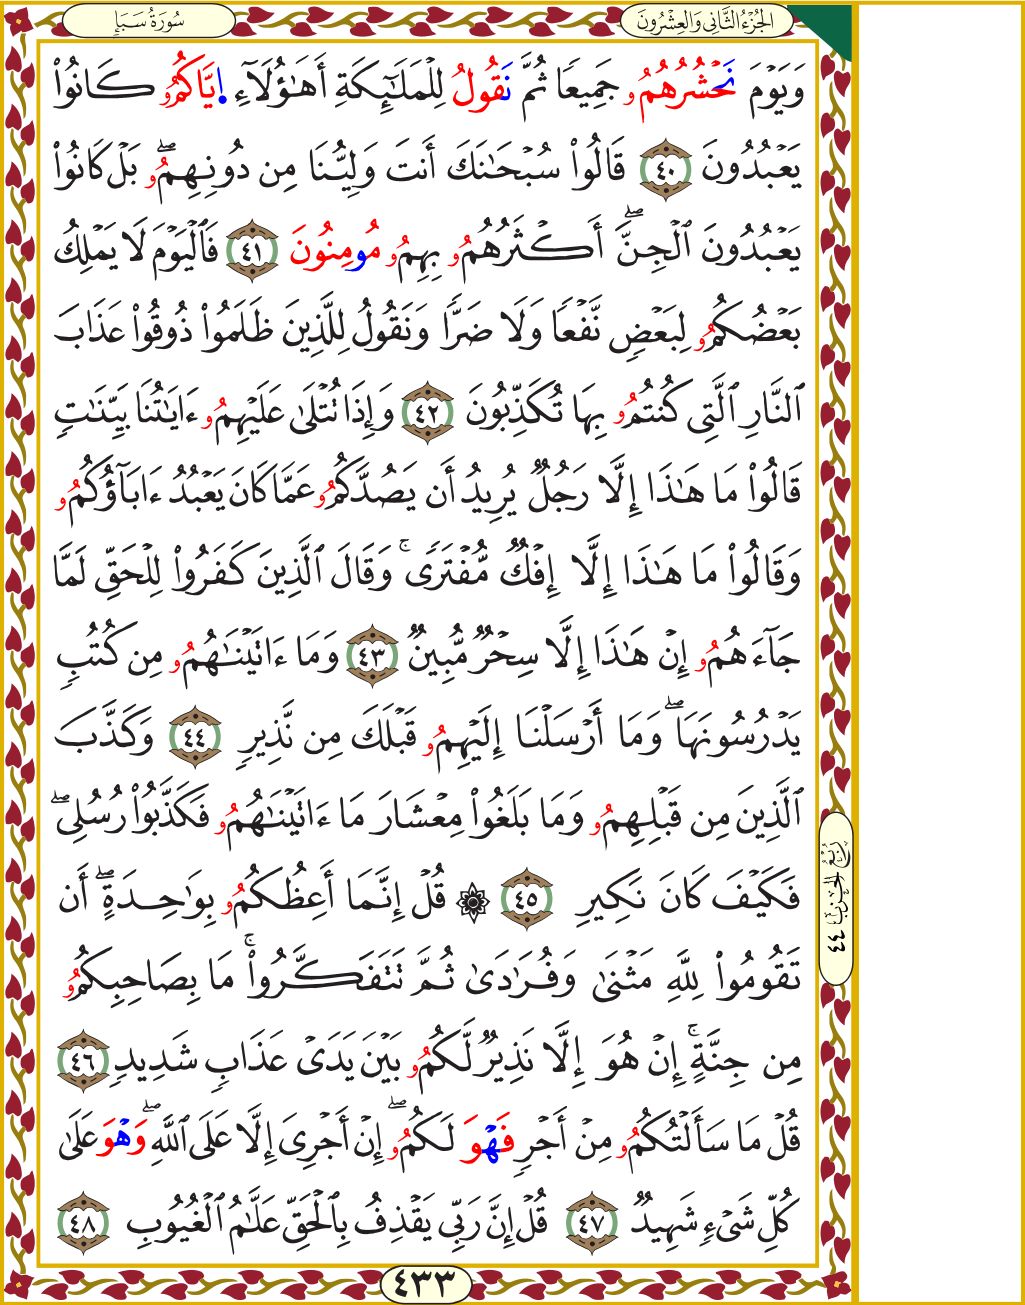 الجُزْءُ الثَّانِي وَالعِشْرُونَ
سُورَةُ سَبَإٍ
وَيَوْمَ نَحْشُرُهُمُۥ جَمِيعًا ثُمَّ نَقُولُ لِلْمَلَٰٓئِكَةِ أَهَٰٓؤُلَآءِ ا۪يَّاكُمُۥ كَانُوا۟
يَعْبُدُونَ ٤٠ قَالُوا۟ سُبْحَٰنَكَ أَنتَ وَلِيُّنَا مِن دُونِهِمُۥۖ بَلْ كَانُوا۟
يَعْبُدُونَ ٱلْجِنَّۖ أَكْثَرُهُمُۥ بِهِمُۥ مُومِنُونَ ٤١ فَٱلْيَوْمَ لَا يَمْلِكُ
بَعْضُكُمُۥ لِبَعْضٍ نَّفْعًا وَلَا ضَرًّا وَنَقُولُ لِلَّذِينَ ظَلَمُوا۟ ذُوقُوا۟ عَذَابَ
ٱلنَّارِ ٱلَّتِي كُنتُمُۥ بِهَا تُكَذِّبُونَ ٤٢ وَإِذَا تُتْلَىٰ عَلَيْهِمُۥ ءَايَٰتُنَا بَيِّنَٰتٍ
قَالُوا۟ مَا هَٰذَا إِلَّا رَجُلٌ يُرِيدُ أَن يَصُدَّكُمُۥ عَمَّا كَانَ يَعْبُدُ ءَابَآؤُكُمُۥ
وَقَالُوا۟ مَا هَٰذَا إِلَّا إِفْكٌ مُّفْتَرًىۚ وَقَالَ ٱلَّذِينَ كَفَرُوا۟ لِلْحَقِّ لَمَّا
جَآءَهُمُۥ إِنْ هَٰذَا إِلَّا سِحْرٌ مُّبِينٌ ٤٣ وَمَا ءَاتَيْنَٰهُمُۥ مِن كُتُبٍ
يَدْرُسُونَهَاۖ وَمَا أَرْسَلْنَا إِلَيْهِمُۥ قَبْلَكَ مِن نَّذِيرٍ ٤٤ وَكَذَّبَ
ٱلَّذِينَ مِن قَبْلِهِمُۥ وَمَا بَلَغُوا۟ مِعْشَارَ مَا ءَاتَيْنَٰهُمُۥ فَكَذَّبُوا۟ رُسُلِيۖ
فَكَيْفَ كَانَ نَكِيرِ ٤٥ ۞ قُلْ إِنَّمَا أَعِظُكُمُۥ بِوَٰحِدَةٍۖ أَن
تَقُومُوا۟ لِلَّهِ مَثْنَىٰ وَفُرَٰدَىٰ ثُمَّ تَتَفَكَّرُوا۟ۚ مَا بِصَاحِبِكُمُۥ
مِن جِنَّةٍۚ إِنْ هُوَ إِلَّا نَذِيرٌ لَّكُمُۥ بَيْنَ يَدَىْ عَذَابٍ شَدِيدٍ ٤٦
قُلْ مَا سَأَلْتُكُمُۥ مِنْ أَجْرٍ فَهْوَ لَكُمُۥۖ إِنْ أَجْرِىَ إِلَّا عَلَى ٱللَّهِۖ وَهْوَ عَلَىٰ
كُلِّ شَىْءٍ شَهِيدٌ ٤٧ قُلْ إِنَّ رَبِّي يَقْذِفُ بِٱلْحَقِّ عَلَّٰمُ ٱلْغُيُوبِ ٤٨
رُبْعُ الحِزْبِ ٤٤
٤٣٣